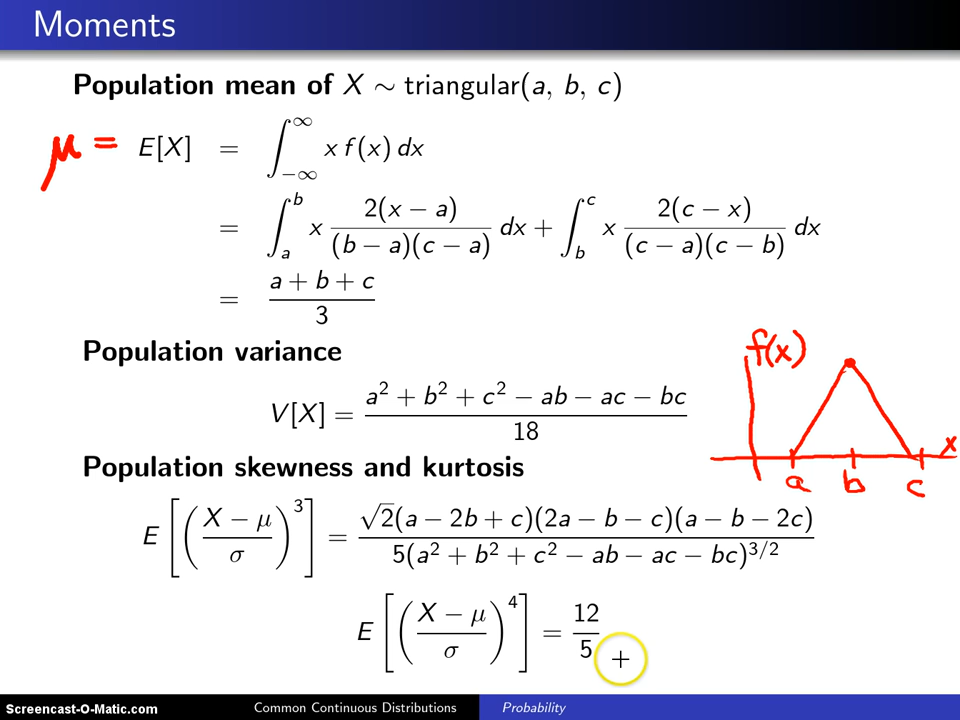 Moments
Population mean of X ∼ triangular(a, b, c)
μ = E[X] = ∫_{−∞}^{∞} x f(x) dx
= ∫_a^b x 2(x − a)/((b − a)(c − a)) dx + ∫_b^c x 2(c − x)/((c − a)(c − b)) dx
= (a + b + c)/3
Population variance
V[X] = (a² + b² + c² − ab − ac − bc)/18
f(x)
x
a b c
Population skewness and kurtosis
E[((X − μ)/σ)³] = √2(a − 2b + c)(2a − b − c)(a − b − 2c)/(5(a² + b² + c² − ab − ac − bc)^{3/2})
E[((X − μ)/σ)⁴] = 12/5
Screencast-O-Matic.com
Common Continuous Distributions
Probability